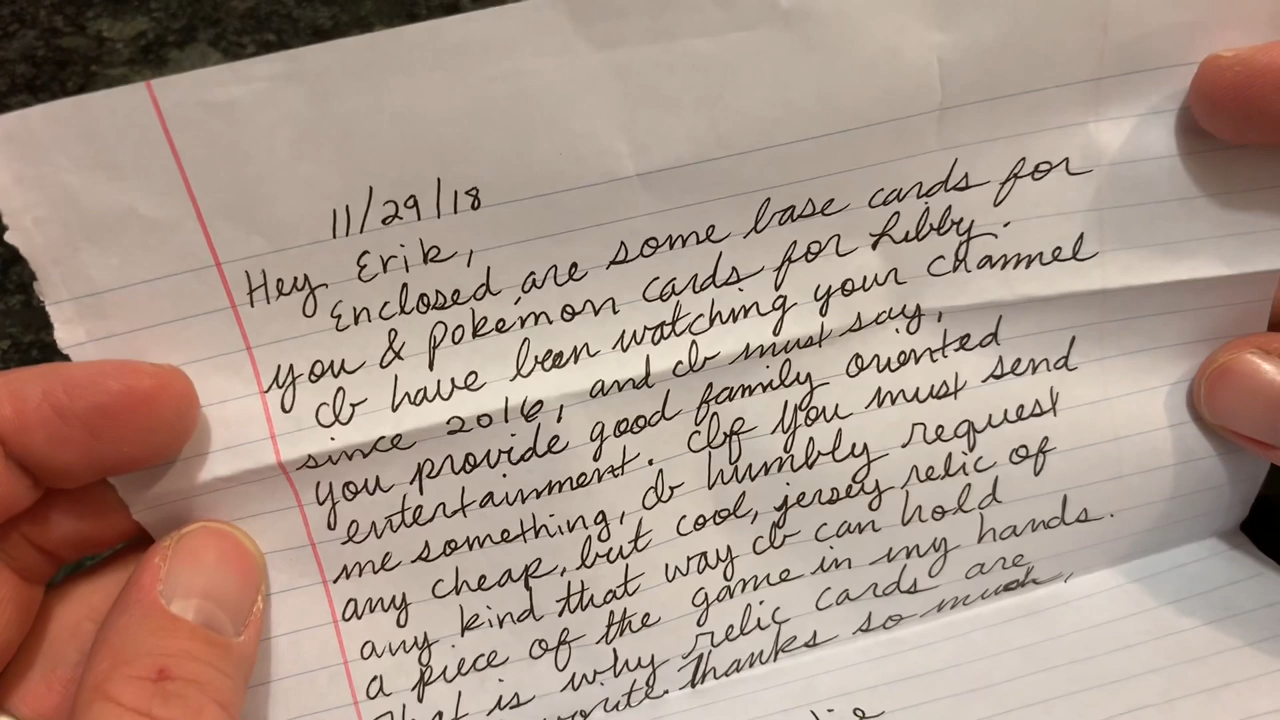 11/29/18
Hey Erik,
Enclosed are some base cards for
you & pokemon cards for Libby.
I have been watching your channel
since 2016, and I must say,
you provide good family oriented
entertainment. If you must send
me something, I humbly request
any cheap, but cool, jersey relic of
any kind that way I can hold
a piece of the game in my hands.
That is why relic cards are
thanks so much,